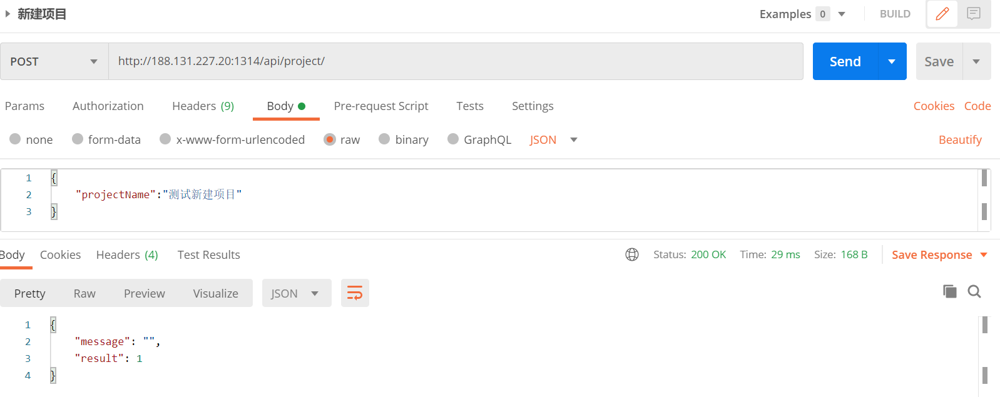 新建项目 Examples 0 BUILD
POST http://188.131.227.20:1314/api/project/ Send Save
Params Authorization Headers (9) Body Pre-request Script Tests Settings Cookies Code
none form-data x-www-form-urlencoded raw binary GraphQL JSON Beautify
1 {
2 "projectName":"测试新建项目"
3 }
Body Cookies Headers (4) Test Results Status: 200 OK Time: 29 ms Size: 168 B Save Response
Pretty Raw Preview Visualize JSON
1 {
2 "message": "",
3 "result": 1
4 }